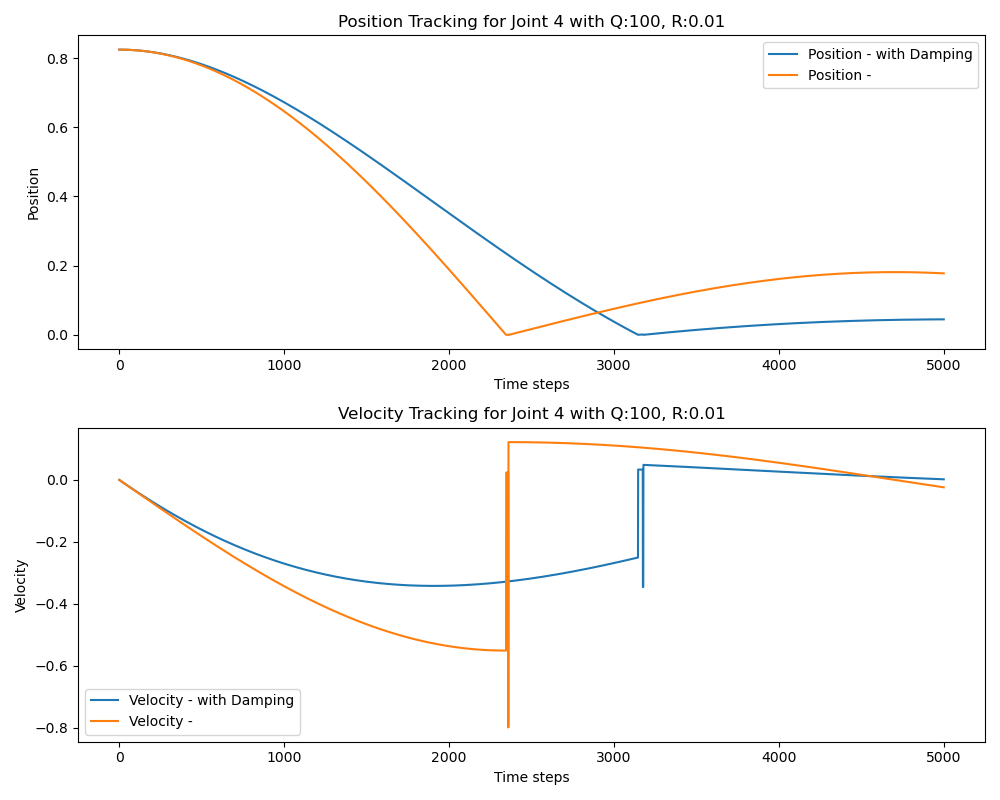 Position Tracking for Joint 4 with Q:100, R:0.01
Position - with Damping
Position -
Position
0.8
0.6
0.4
0.2
0.0
0 1000 2000 3000 4000 5000
Time steps
Velocity Tracking for Joint 4 with Q:100, R:0.01
Velocity
0.0
−0.2
−0.4
−0.6
−0.8
Velocity - with Damping
Velocity -
0 1000 2000 3000 4000 5000
Time steps